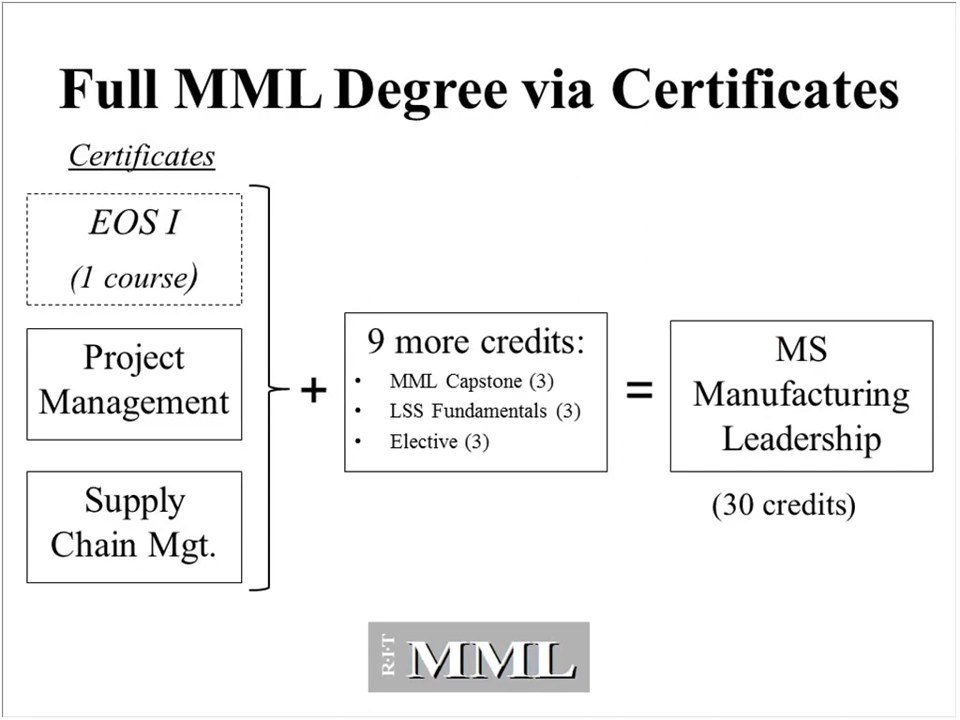 Full MML Degree via Certificates
Certificates
EOS I
(1 course)
Project
Management
Supply
Chain Mgt.
+
9 more credits:
• MML Capstone (3)
• LSS Fundamentals (3)
• Elective (3)
=
MS
Manufacturing
Leadership
(30 credits)
R·I·T
MML